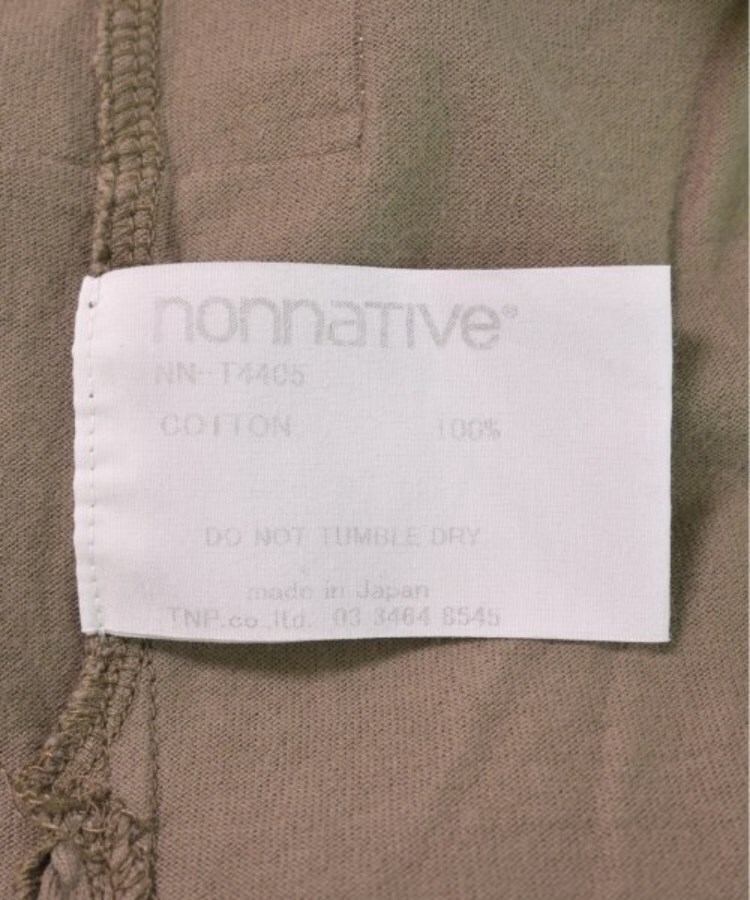 nonnative®
NN-T4405
COTTON 100%
DO NOT TUMBLE DRY
made in Japan
TNP.co.,ltd. 03 3464 8545